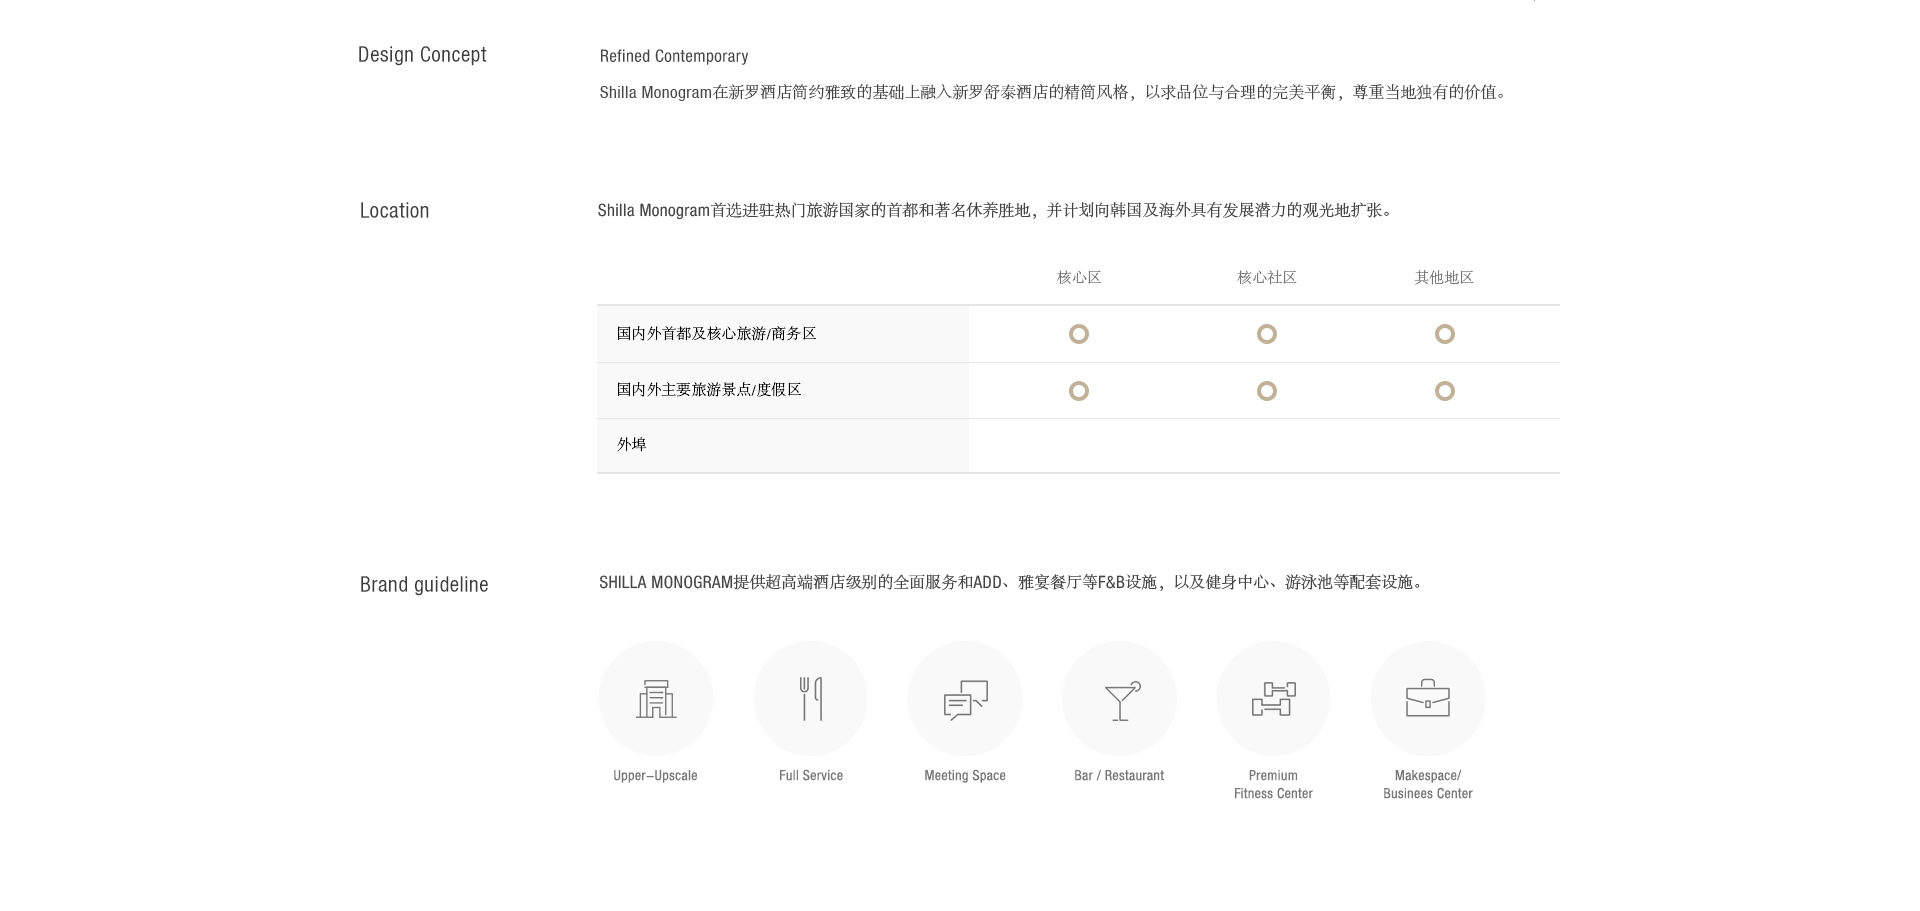 Design Concept
Refined Contemporary
Shilla Monogram在新罗酒店简约雅致的基础上融入新罗舒泰酒店的精简风格，以求品位与合理的完美平衡，尊重当地独有的价值。
Location
Shilla Monogram首选进驻热门旅游国家的首都和著名休养胜地，并计划向韩国及海外具有发展潜力的观光地扩张。
核心区 核心社区 其他地区
国内外首都及核心旅游/商务区
国内外主要旅游景点/度假区
外埠
Brand guideline
SHILLA MONOGRAM提供超高端酒店级别的全面服务和ADD、雅宴餐厅等F&B设施，以及健身中心、游泳池等配套设施。
Upper–Upscale
Full Service
Meeting Space
Bar / Restaurant
Premium
Fitness Center
Makespace/
Businees Center